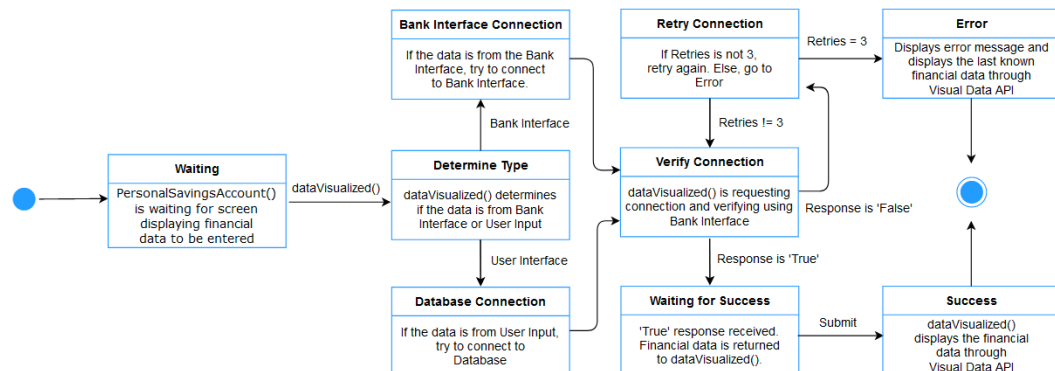 Bank Interface Connection
If the data is from the Bank
Interface, try to connect
to Bank Interface.
Retry Connection
If Retries is not 3,
retry again. Else, go to
Error
Retries = 3
Error
Displays error message and
displays the last known
financial data through
Visual Data API
Bank Interface
Retries != 3
Waiting
PersonalSavingsAccount()
is waiting for screen
displaying financial
data to be entered
dataVisualized()
Determine Type
dataVisualized() determines
if the data is from Bank
Interface or User Input
Verify Connection
dataVisualized() is requesting
connection and verifying using
Bank Interface
Response is 'False'
User Interface
Response is 'True'
Database Connection
If the data is from User Input,
try to connect to
Database
Waiting for Success
'True' response received.
Financial data is returned
to dataVisualized().
Submit
Success
dataVisualized()
displays the financial
data through
Visual Data API